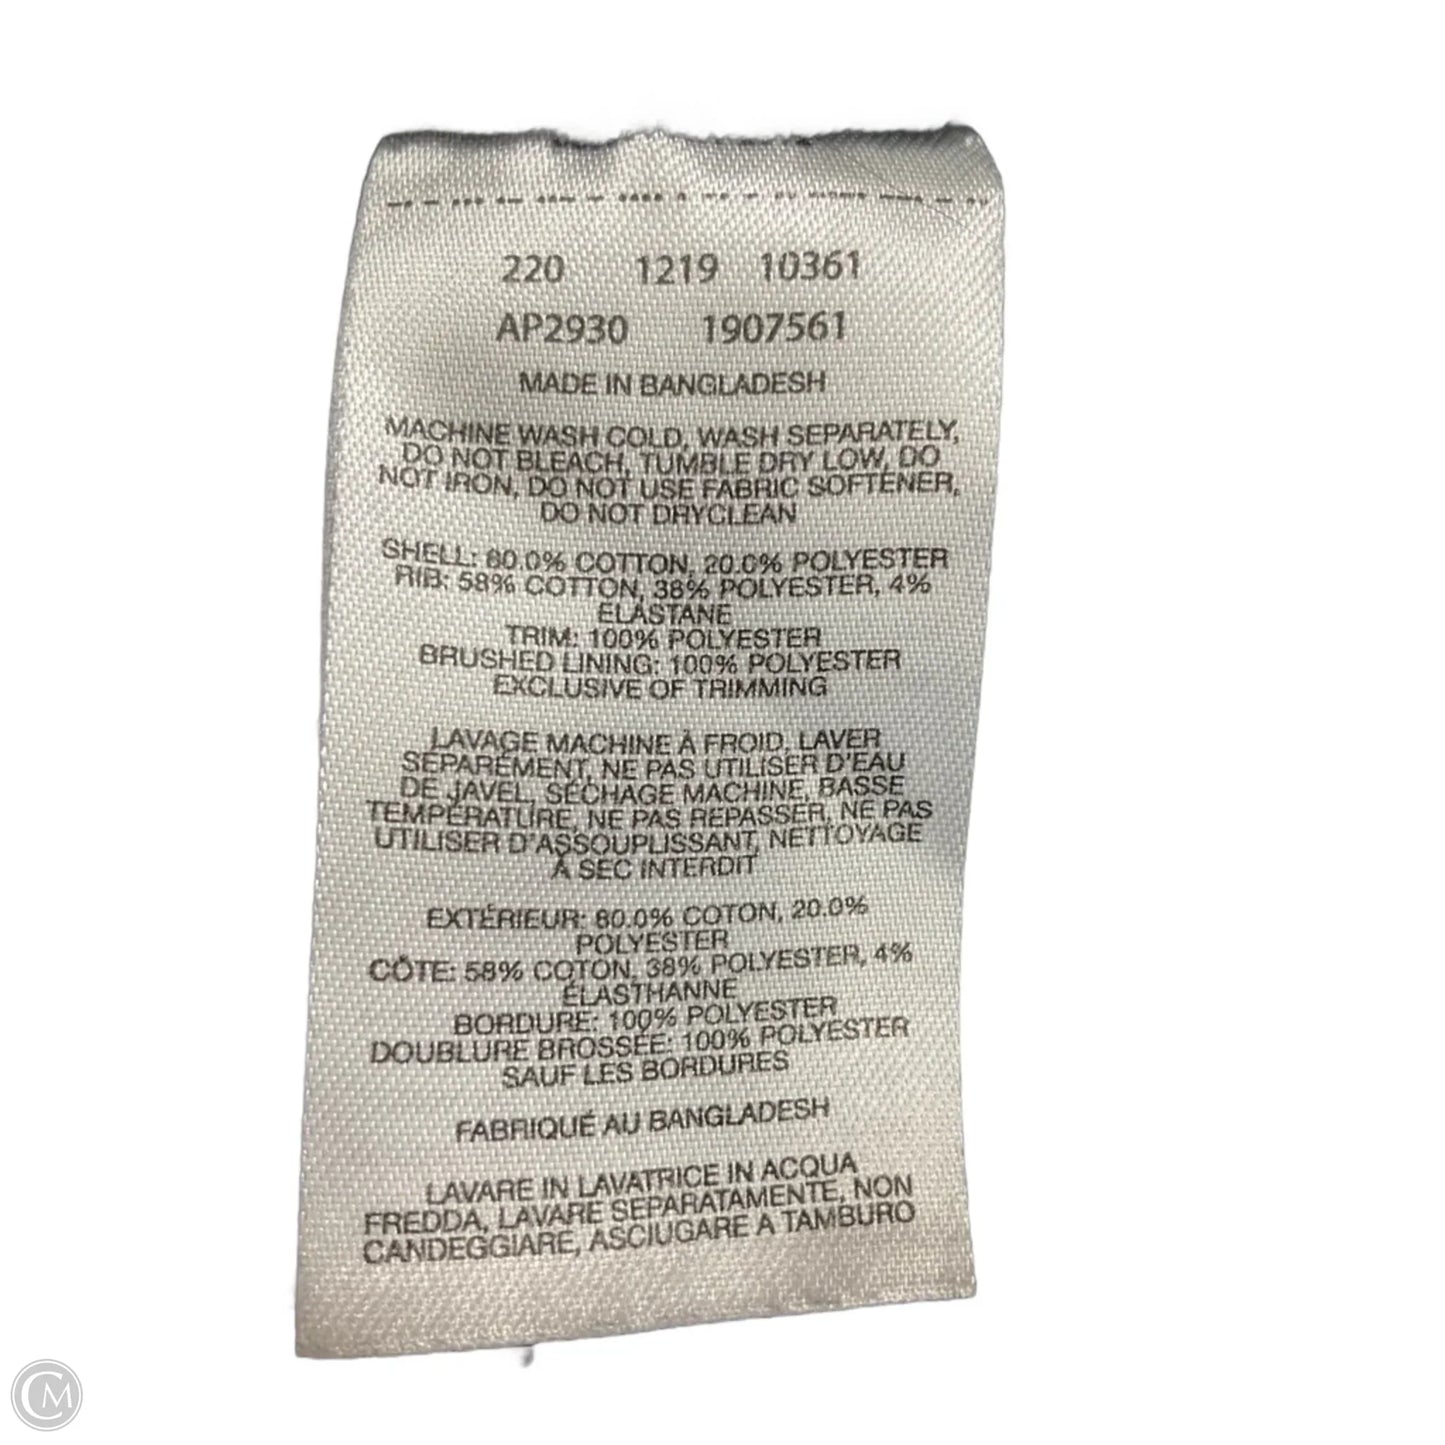 220 1219 10361
AP2930 1907561
MADE IN BANGLADESH
MACHINE WASH COLD, WASH SEPARATELY,
DO NOT BLEACH, TUMBLE DRY LOW, DO
NOT IRON, DO NOT USE FABRIC SOFTENER,
DO NOT DRYCLEAN
SHELL: 80.0% COTTON, 20.0% POLYESTER
RIB: 58% COTTON, 38% POLYESTER, 4%
ELASTANE
TRIM: 100% POLYESTER
BRUSHED LINING: 100% POLYESTER
EXCLUSIVE OF TRIMMING
LAVAGE MACHINE À FROID, LAVER
SÉPARÉMENT, NE PAS UTILISER D'EAU
DE JAVEL, SÉCHAGE MACHINE, BASSE
TEMPÉRATURE, NE PAS REPASSER, NE PAS
UTILISER D'ASSOUPLISSANT, NETTOYAGE
À SEC INTERDIT
EXTÉRIEUR: 80.0% COTON, 20.0%
POLYESTER
CÔTE: 58% COTON, 38% POLYESTER, 4%
ÉLASTHANNE
BORDURE: 100% POLYESTER
DOUBLURE BROSSÉE: 100% POLYESTER
SAUF LES BORDURES
FABRIQUÉ AU BANGLADESH
LAVARE IN LAVATRICE IN ACQUA
FREDDA, LAVARE SEPARATAMENTE, NON
CANDEGGIARE, ASCIUGARE A TAMBURO
CM